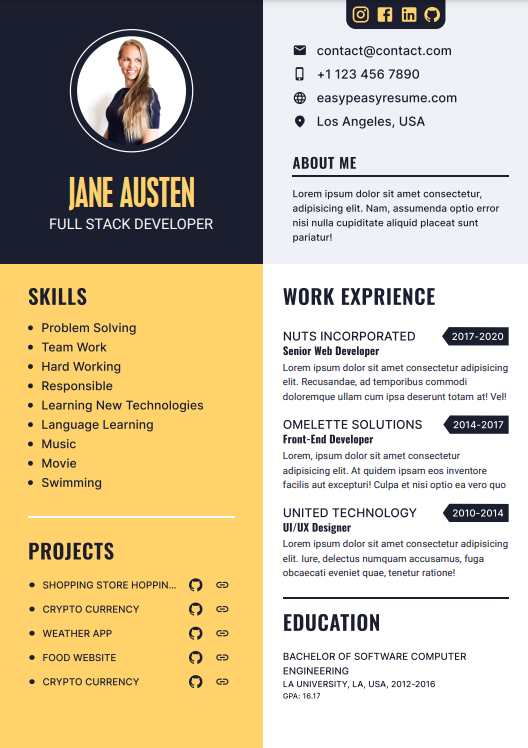 JANE AUSTEN
FULL STACK DEVELOPER
contact@contact.com
+1 123 456 7890
easypeasyresume.com
Los Angeles, USA
ABOUT ME
Lorem ipsum dolor sit amet consectetur,
adipisicing elit. Nam, assumenda optio error
nisi nulla cupiditate aliquid placeat sunt
pariatur!
SKILLS
Problem Solving
Team Work
Hard Working
Responsible
Learning New Technologies
Language Learning
Music
Movie
Swimming
PROJECTS
SHOPPING STORE HOPPIN...
CRYPTO CURRENCY
WEATHER APP
FOOD WEBSITE
CRYPTO CURRENCY
WORK EXPRIENCE
NUTS INCORPORATED 2017-2020
Senior Web Developer
Lorem ipsum dolor sit amet consectetur adipisicing
elit. Recusandae, ad temporibus commodi
doloremque ullam cum ipsa deserunt totam at! Vel!
OMELETTE SOLUTIONS 2014-2017
Front-End Developer
Lorem, ipsum dolor sit amet consectetur
adipisicing elit. At quidem ipsam eos inventore
facilis aut excepturi! Culpa et nisi optio ea vero quo
UNITED TECHNOLOGY 2010-2014
UI/UX Designer
Lorem ipsum dolor sit amet consectetur adipisicing
elit. Iure, delectus numquam accusamus, fuga
obcaecati eveniet quae, tenetur ratione!
EDUCATION
BACHELOR OF SOFTWARE COMPUTER
ENGINEERING
LA UNIVERSITY, LA, USA, 2012-2016
GPA: 16.17